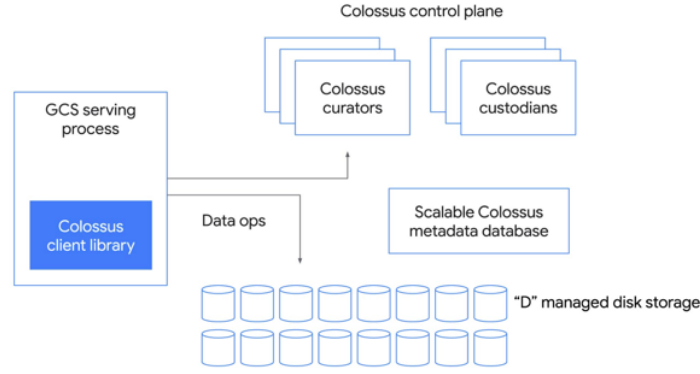 Colossus control plane
GCS serving
process
Colossus
client library
Colossus
curators
Colossus
custodians
Data ops
Scalable Colossus
metadata database
“D” managed disk storage